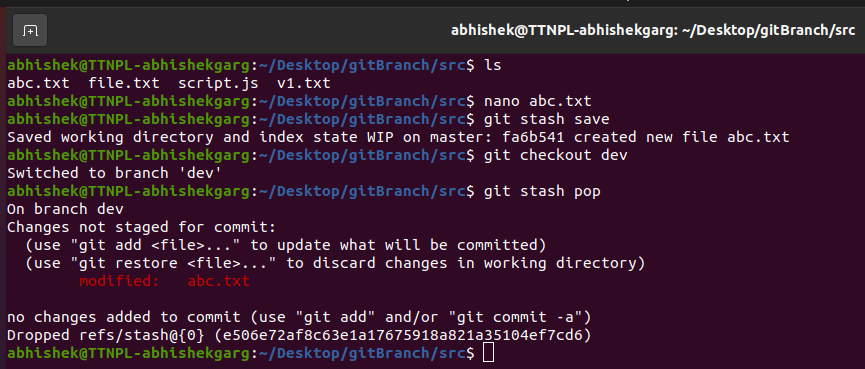 abhishek@TTNPL-abhishekgarg: ~/Desktop/gitBranch/src
abhishek@TTNPL-abhishekgarg:~/Desktop/gitBranch/src$ ls
abc.txt  file.txt  script.js  v1.txt
abhishek@TTNPL-abhishekgarg:~/Desktop/gitBranch/src$ nano abc.txt
abhishek@TTNPL-abhishekgarg:~/Desktop/gitBranch/src$ git stash save
Saved working directory and index state WIP on master: fa6b541 created new file abc.txt
abhishek@TTNPL-abhishekgarg:~/Desktop/gitBranch/src$ git checkout dev
Switched to branch 'dev'
abhishek@TTNPL-abhishekgarg:~/Desktop/gitBranch/src$ git stash pop
On branch dev
Changes not staged for commit:
  (use "git add <file>..." to update what will be committed)
  (use "git restore <file>..." to discard changes in working directory)
        modified:   abc.txt
no changes added to commit (use "git add" and/or "git commit -a")
Dropped refs/stash@{0} (e506e72af8c63e1a17675918a821a35104ef7cd6)
abhishek@TTNPL-abhishekgarg:~/Desktop/gitBranch/src$